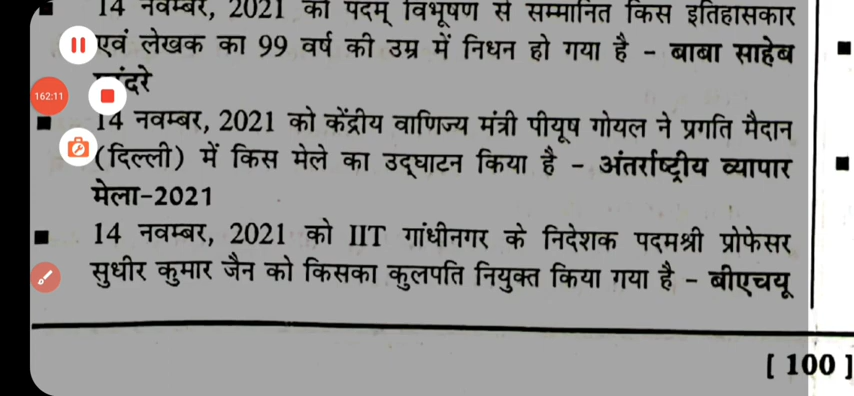 14 नवम्बर, 2021 को पदम् विभूषण से सम्मानित किस इतिहासकार
एवं लेखक का 99 वर्ष की उम्र में निधन हो गया है - बाबा साहेब
162:11
14 नवम्बर, 2021 को केंद्रीय वाणिज्य मंत्री पीयूष गोयल ने प्रगति मैदान
(दिल्ली) में किस मेले का उद्घाटन किया है - अंतर्राष्ट्रीय व्यापार
मेला-2021
14 नवम्बर, 2021 को IIT गांधीनगर के निदेशक पदमश्री प्रोफेसर
सुधीर कुमार जैन को किसका कुलपति नियुक्त किया गया है - बीएचयू
[ 100 ]